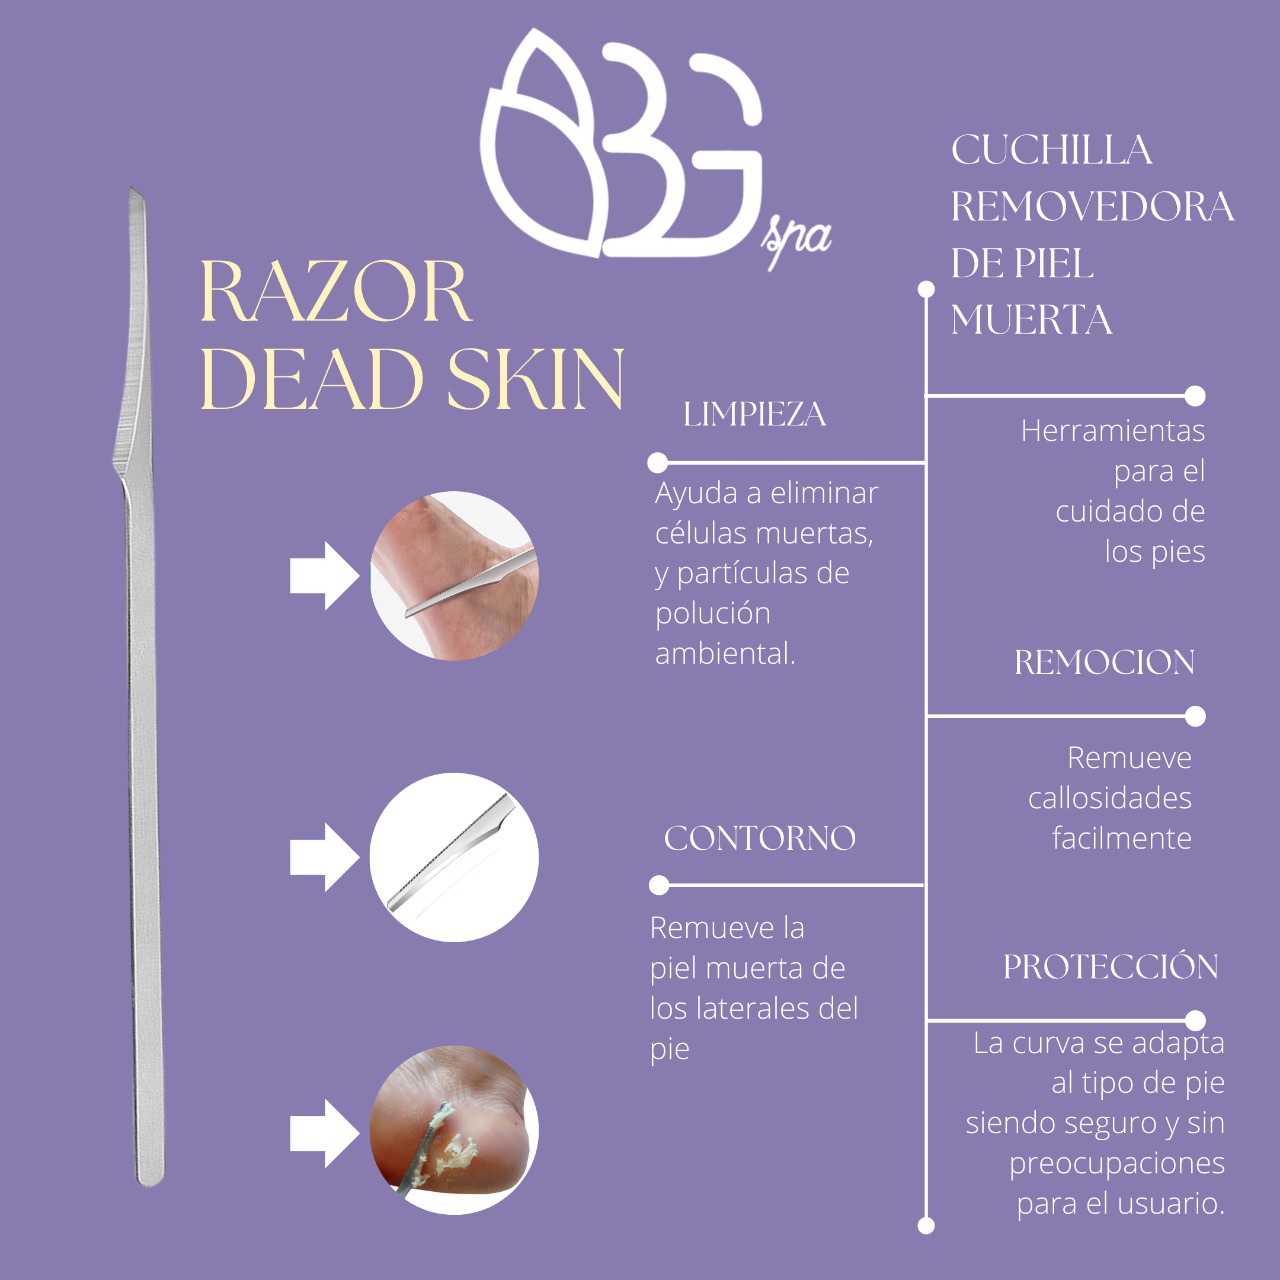 ABG
spa
RAZOR
DEAD SKIN
CUCHILLA
REMOVEDORA
DE PIEL
MUERTA
Herramientas
para el
cuidado de
los pies
LIMPIEZA
Ayuda a eliminar
células muertas,
y partículas de
polución
ambiental.
REMOCION
Remueve
callosidades
facilmente
CONTORNO
Remueve la
piel muerta de
los laterales del
pie
PROTECCIÓN
La curva se adapta
al tipo de pie
siendo seguro y sin
preocupaciones
para el usuario.